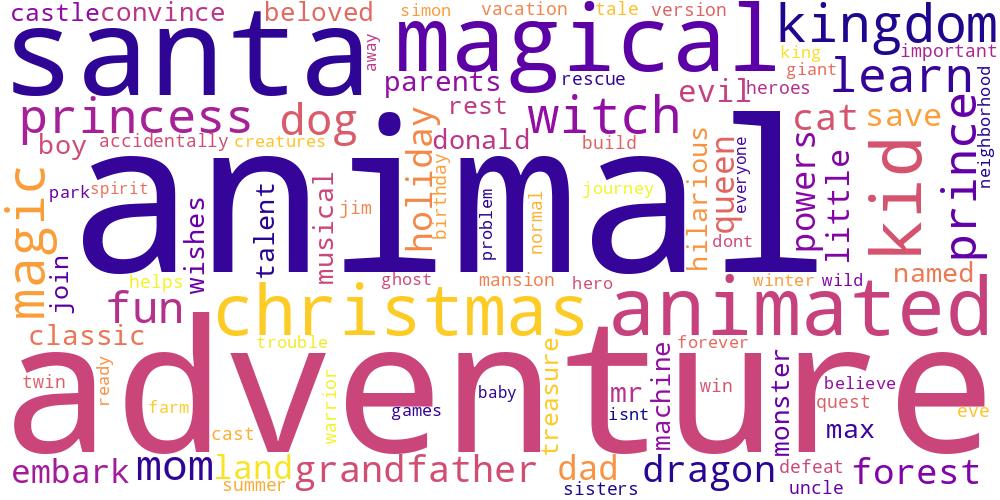 castle
convince
beloved
simon
vacation
tale
version
kingdom
santa
away
magical
king
important
parents
rescue
giant
learn
evil
heroes
neighborhood
princess
dog
rest
witch
cat
save
prince
boy
accidentally
creatures
holiday
donald
build
hilarious
queen
everyone
powers
little
kid
animal
park
spirit
magic
wishes
talent
musical
jim
birthday
problem
normal
journey
dont
join
helps
ghost
mansion
hero
winter
wild
named
fun
christmas
animated
classic
trouble
forever
adventure
twin
ready
farm
warrior
games
baby
treasure
mr
isnt
machine
win
monster
believe
quest
max
eve
cast
embark
mom
land
summer
grandfather
dad
sisters
dragon
defeat
uncle
forest